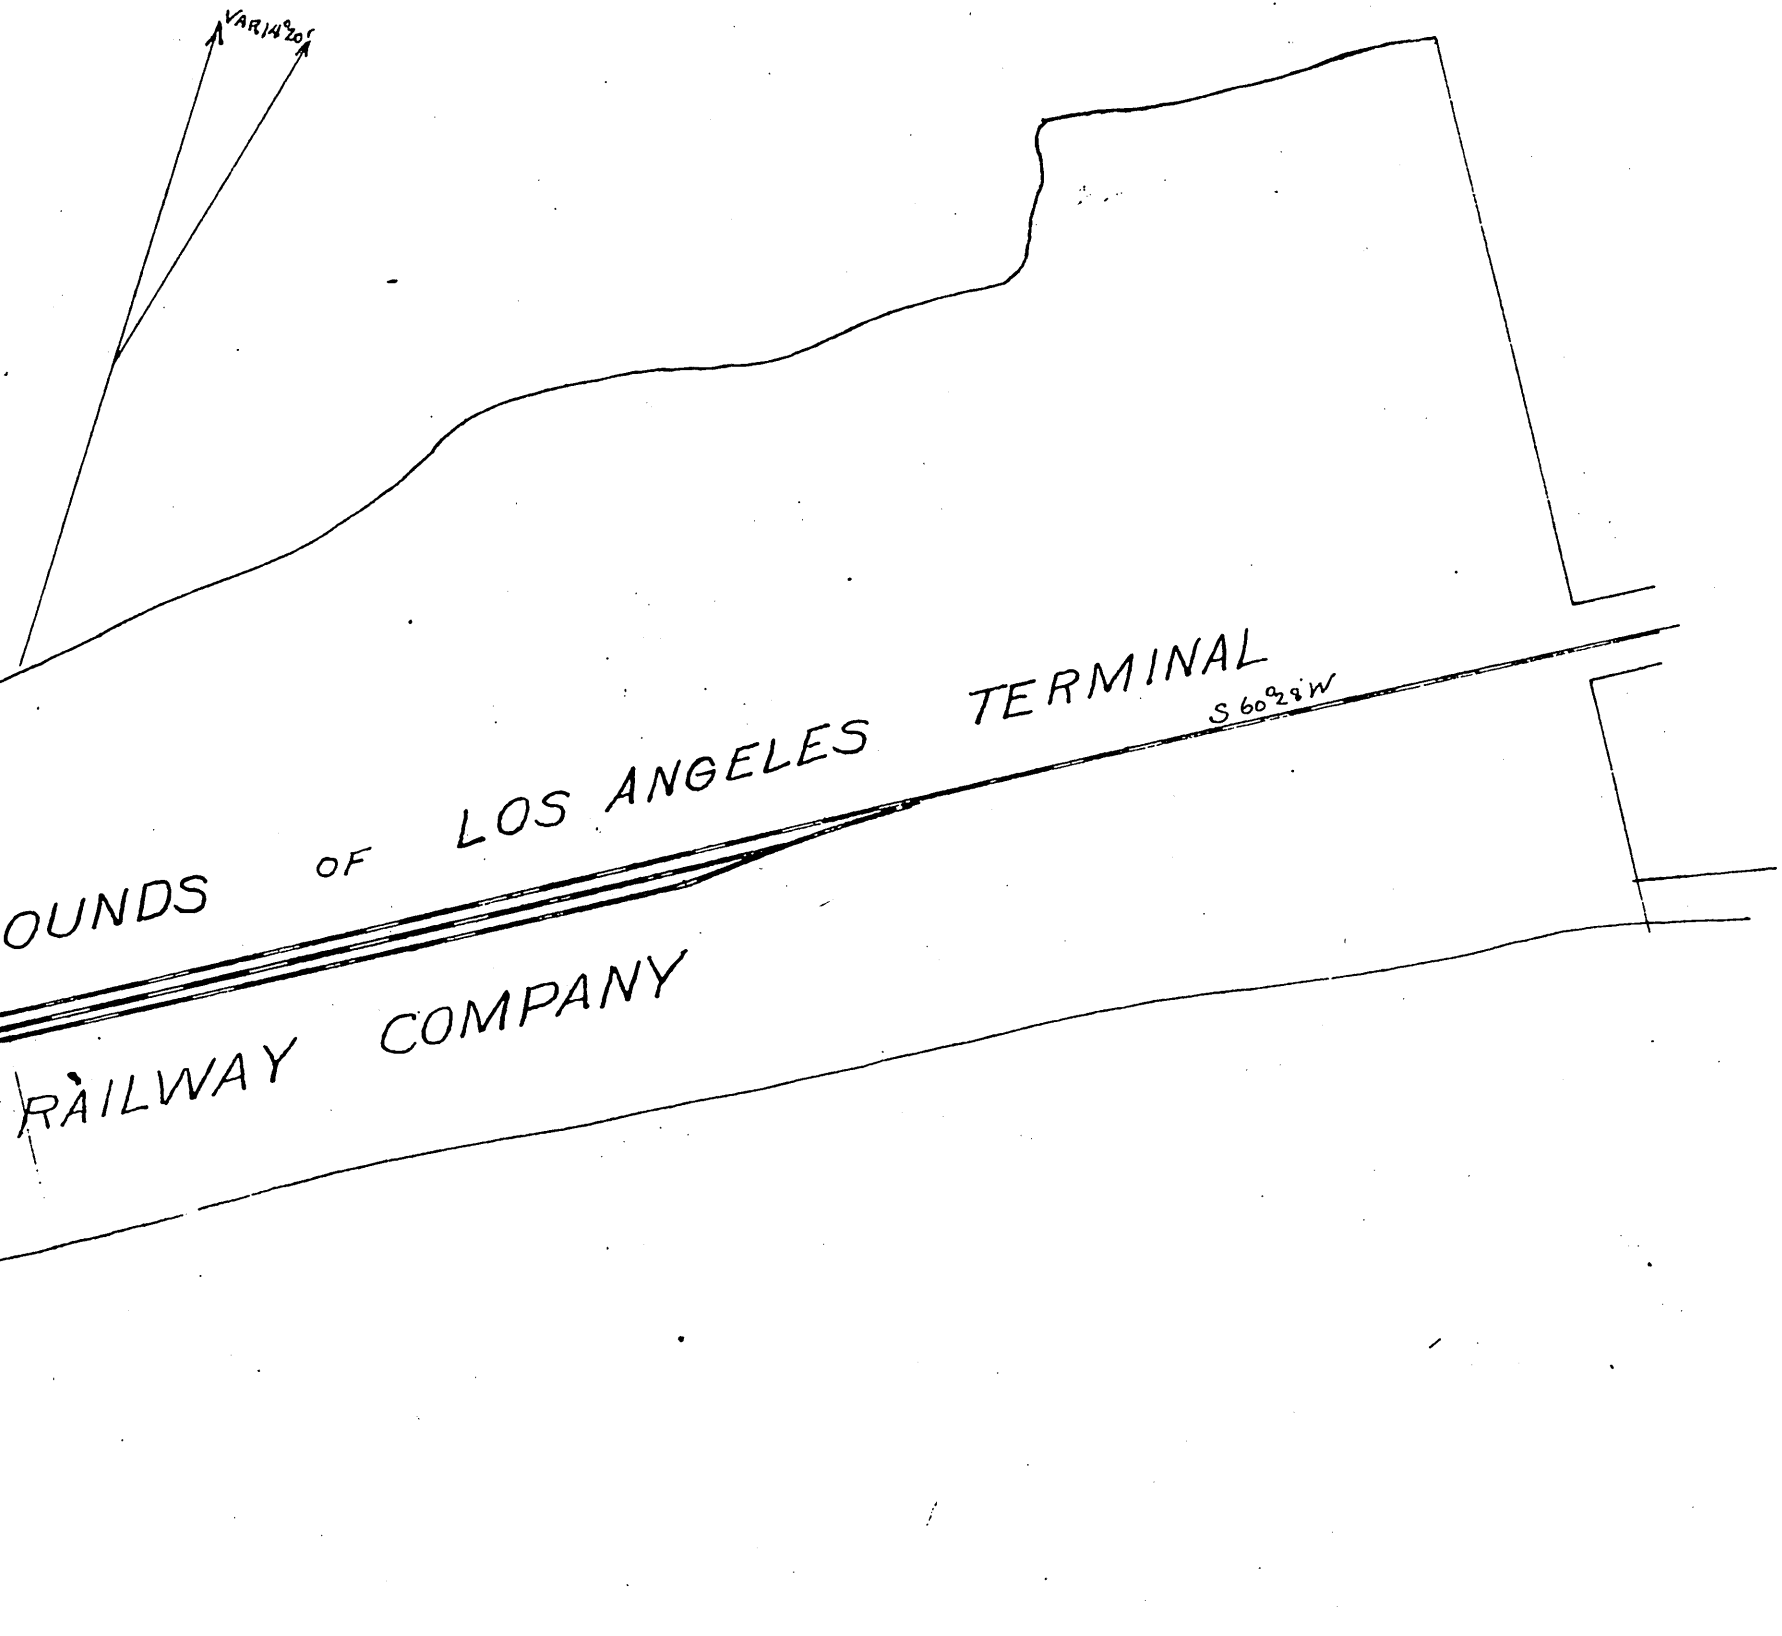 VAR 14°20'
OUNDS OF LOS ANGELES TERMINAL
S 60°28' W
RAILWAY COMPANY